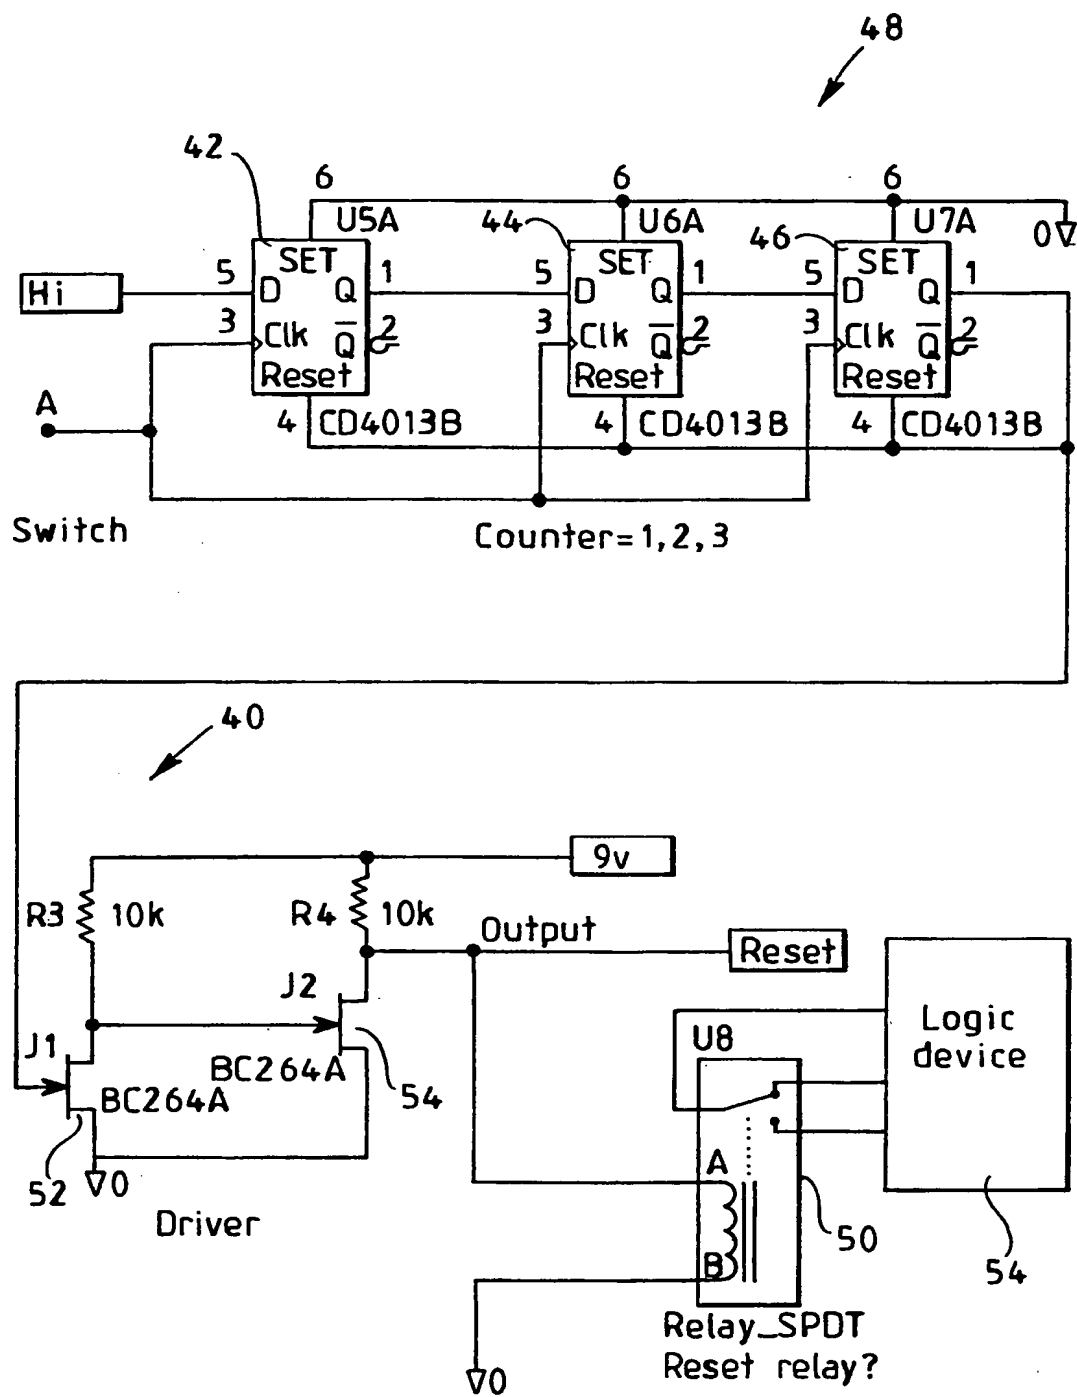 48
42
6 6 6
U5A 44 U6A 46 U7A
0
SET SET SET
Hi 5 D Q 1 5 D Q 1 5 D Q 1
3 Clk Q 2 3 Clk Q 2 3 Clk Q 2
Reset Reset Reset
A
4 CD4013B 4 CD4013B 4 CD4013B
Switch
Counter=1,2,3
40
9v
R3 10k R4 10k
Output
Reset
J2
Logic
device
U8
J1
BC264A
BC264A
54
52
0
A
Driver
50
B
54
Relay_SPDT
Reset relay?
0